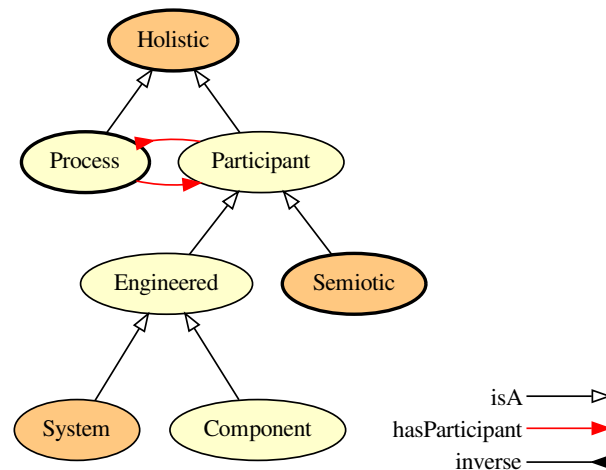 Holistic
Process
Participant
Engineered
Semiotic
System
Component
isA
hasParticipant
inverse